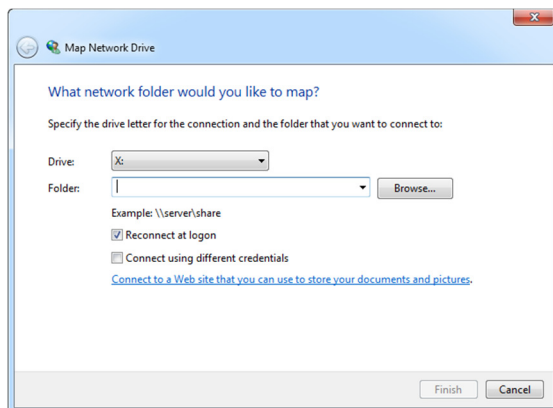 Map Network Drive
What network folder would you like to map?
Specify the drive letter for the connection and the folder that you want to connect to:
Drive: X:
Folder: Browse...
Example: \\server\share
Reconnect at logon
Connect using different credentials
Connect to a Web site that you can use to store your documents and pictures.
Finish Cancel